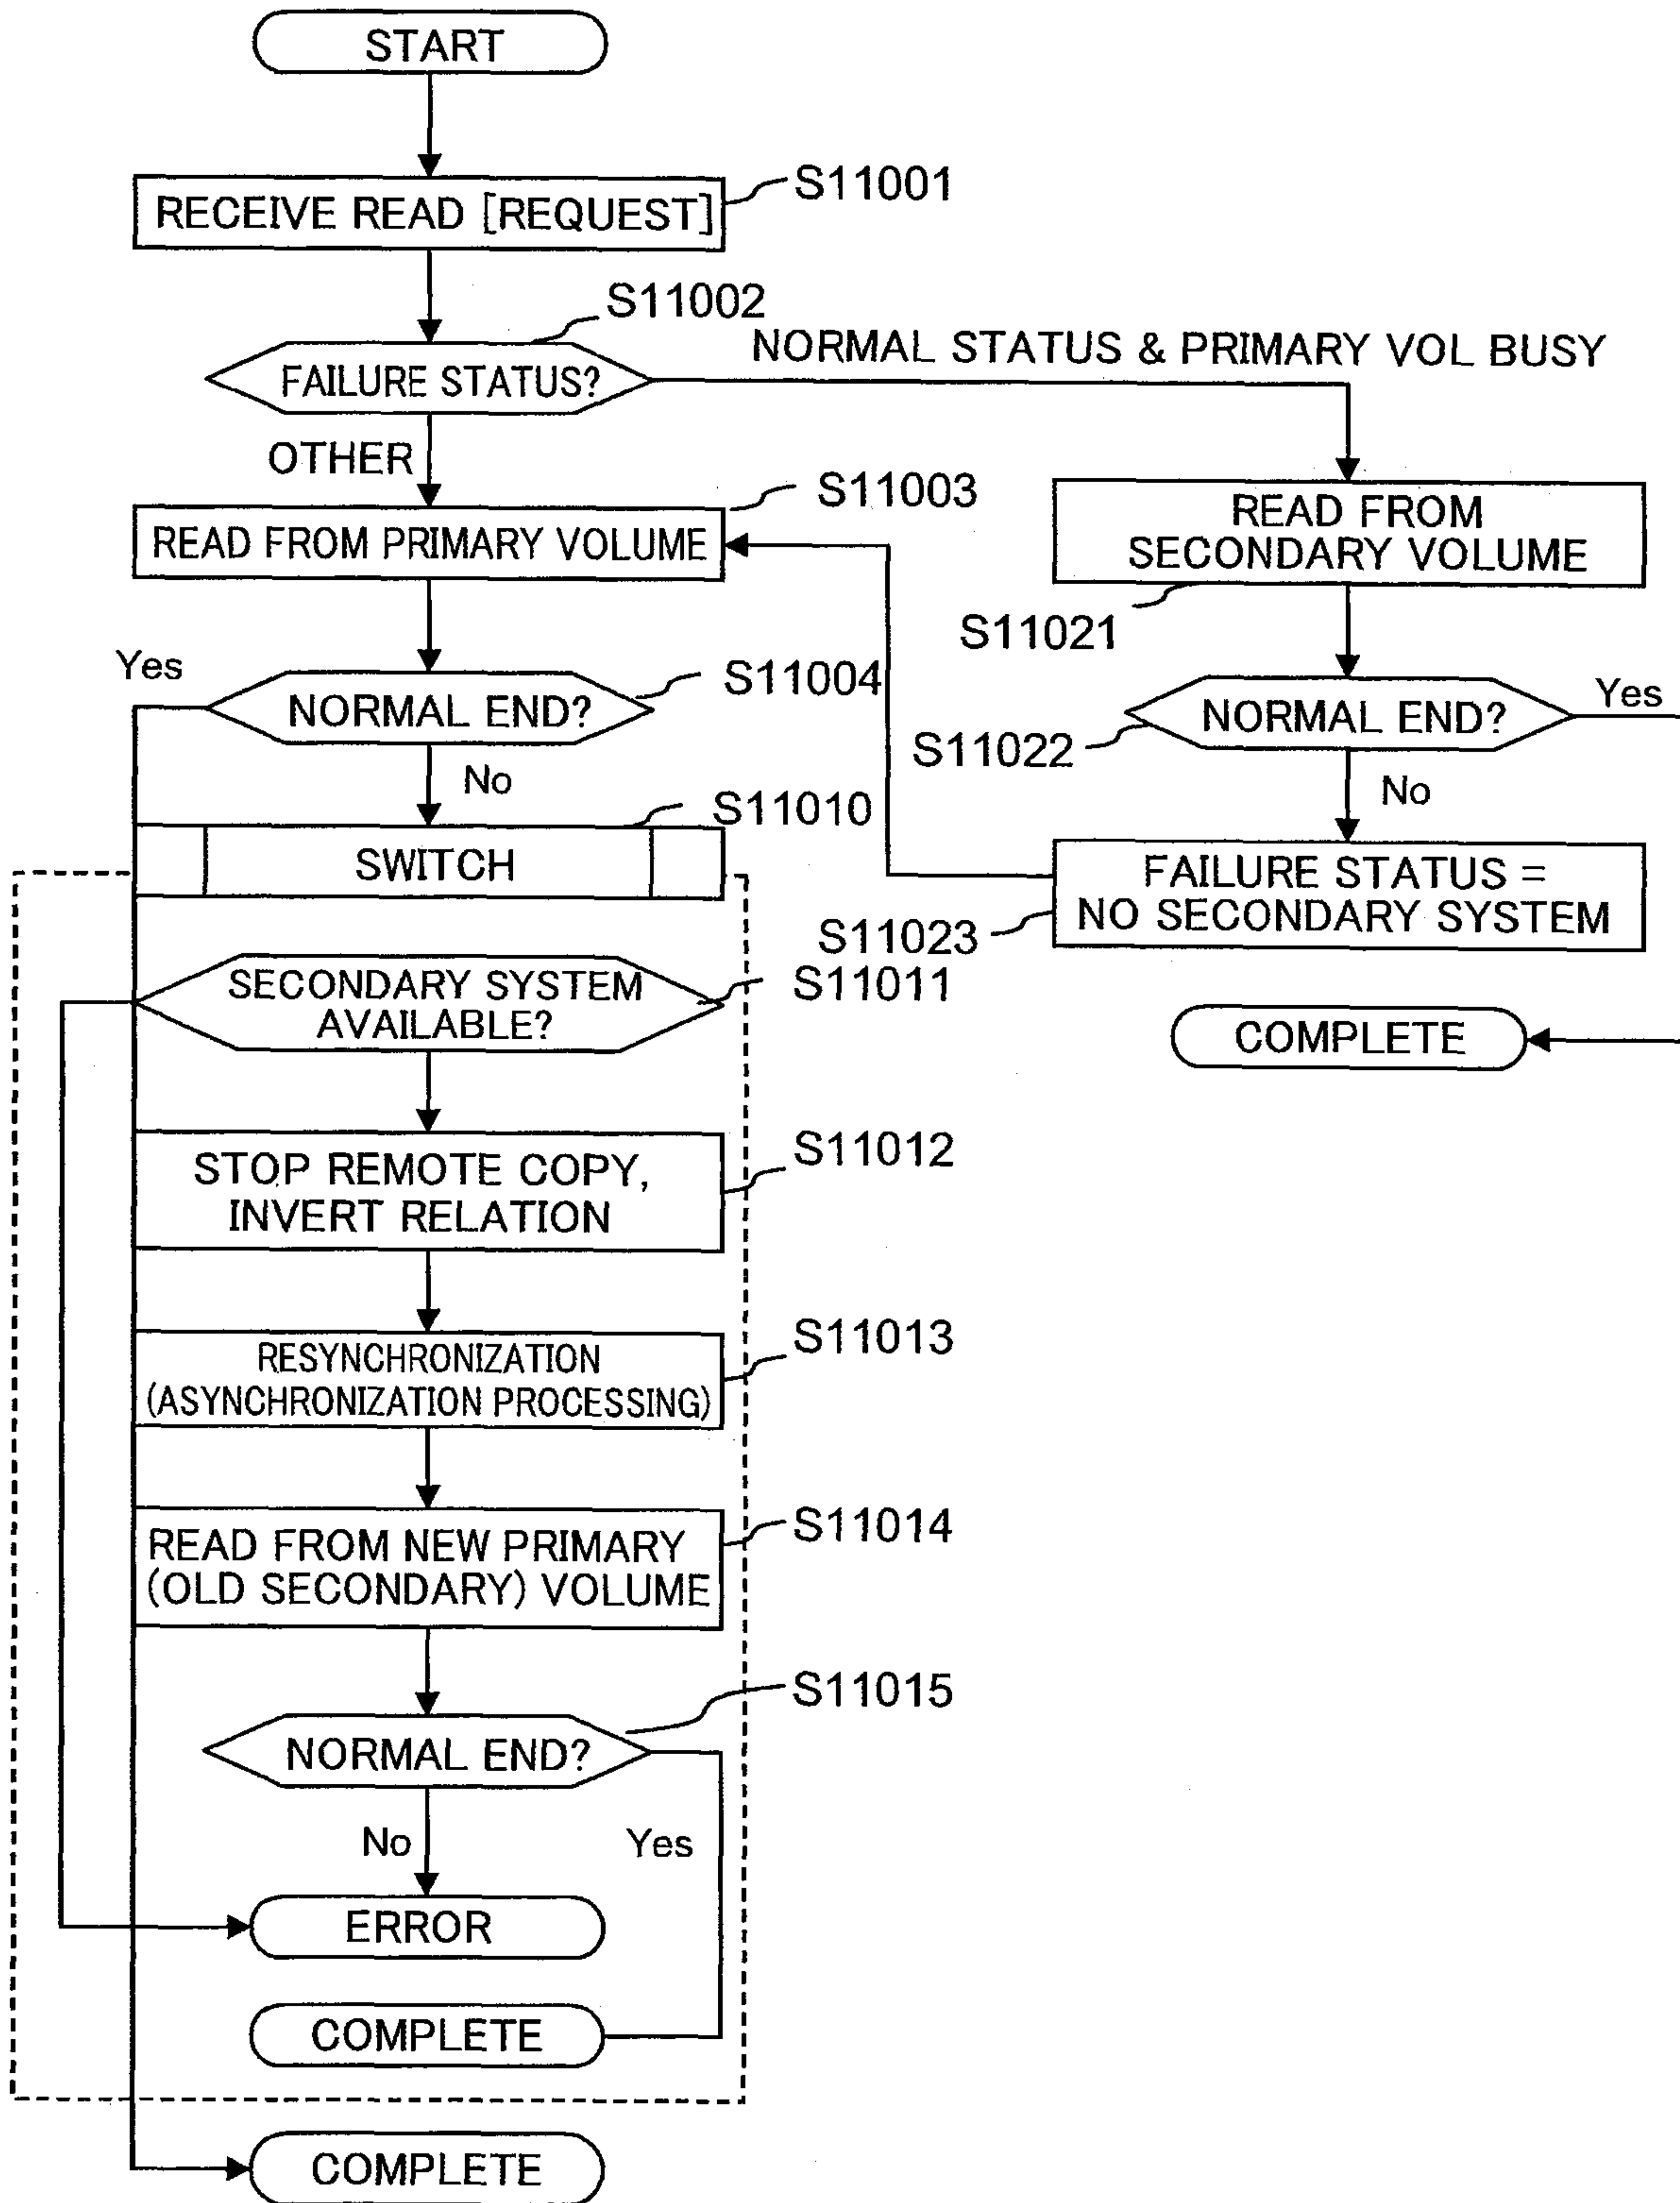 START
S11001
RECEIVE READ [REQUEST]
S11002
NORMAL STATUS & PRIMARY VOL BUSY
FAILURE STATUS?
OTHER
S11003
READ FROM PRIMARY VOLUME
READ FROM
SECONDARY VOLUME
S11021
Yes
S11004
NORMAL END?
Yes
NORMAL END?
S11022
No
No
S11010
SWITCH
FAILURE STATUS =
NO SECONDARY SYSTEM
S11023
SECONDARY SYSTEM
AVAILABLE?
S11011
COMPLETE
STOP REMOTE COPY,
INVERT RELATION
S11012
RESYNCHRONIZATION
(ASYNCHRONIZATION PROCESSING)
S11013
READ FROM NEW PRIMARY
(OLD SECONDARY) VOLUME
S11014
S11015
NORMAL END?
No
Yes
ERROR
COMPLETE
COMPLETE